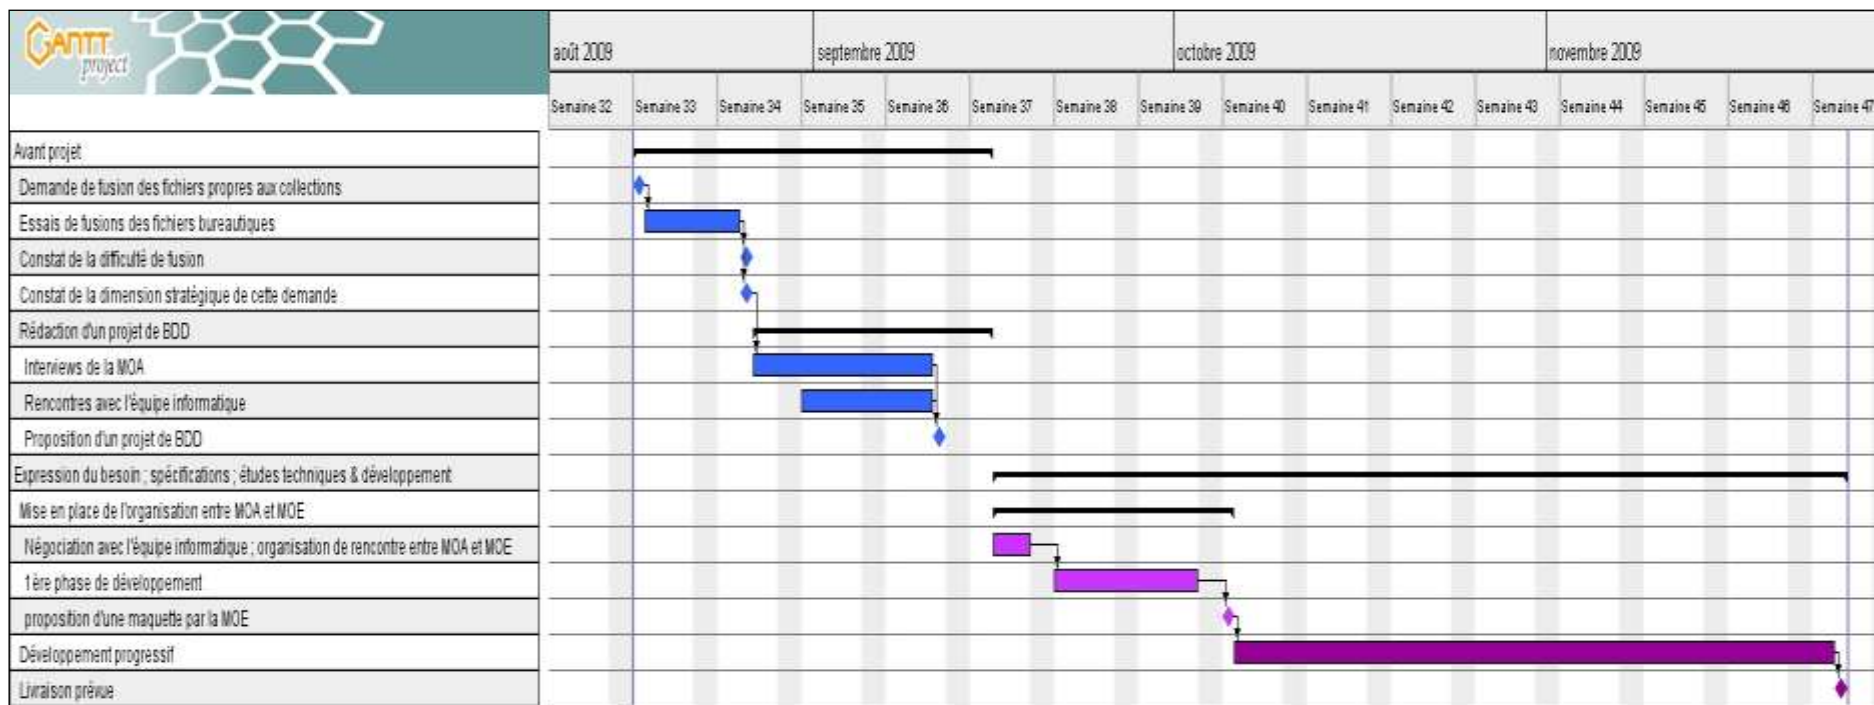 GANTT
project
août 2009
septembre 2009
octobre 2009
novembre 2009
Semaine 32
Semaine 33
Semaine 34
Semaine 35
Semaine 36
Semaine 37
Semaine 38
Semaine 39
Semaine 40
Semaine 41
Semaine 42
Semaine 43
Semaine 44
Semaine 45
Semaine 46
Semaine 47
Avant projet
Demande de fusion des fichiers propres aux collections
Essais de fusions des fichiers bureautiques
Constat de la difficulté de fusion
Constat de la dimension stratégique de cette demande
Rédaction d'un projet de BDD
Interviews de la MOA
Rencontres avec l'équipe informatique
Proposition d'un projet de BDD
Expression du besoin ; spécifications ; études techniques & développement
Mise en place de l'organisation entre MOA et MOE
Négociation avec l'équipe informatique ; organisation de rencontre entre MOA et MOE
1ère phase de développement
proposition d'une maquette par la MOE
Développement progressif
Livraison prévue